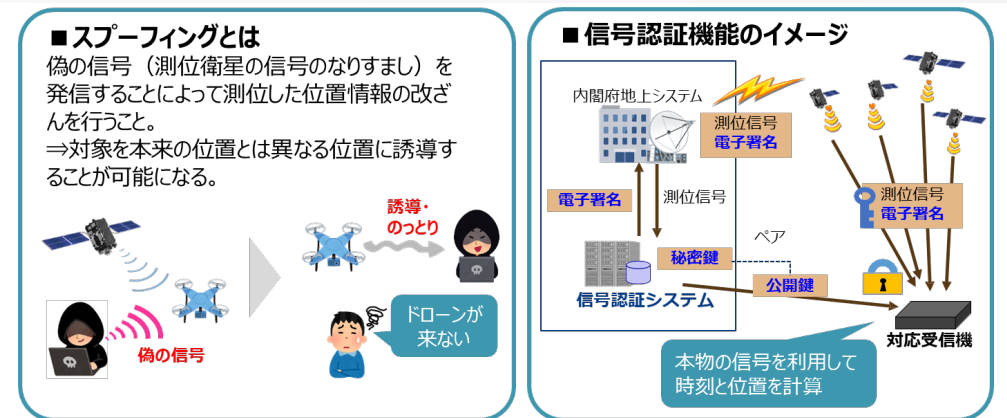 ■スプーフィングとは
偽の信号（測位衛星の信号のなりすまし）を
発信することによって測位した位置情報の改ざ
んを行うこと。
⇒対象を本来の位置とは異なる位置に誘導す
ることが可能になる。
誘導・
のっとり
偽の信号
ドローンが
来ない
■信号認証機能のイメージ
内閣府地上システム
測位信号
電子署名
電子署名
測位信号
測位信号
電子署名
ペア
秘密鍵
公開鍵
信号認証システム
対応受信機
本物の信号を利用して
時刻と位置を計算